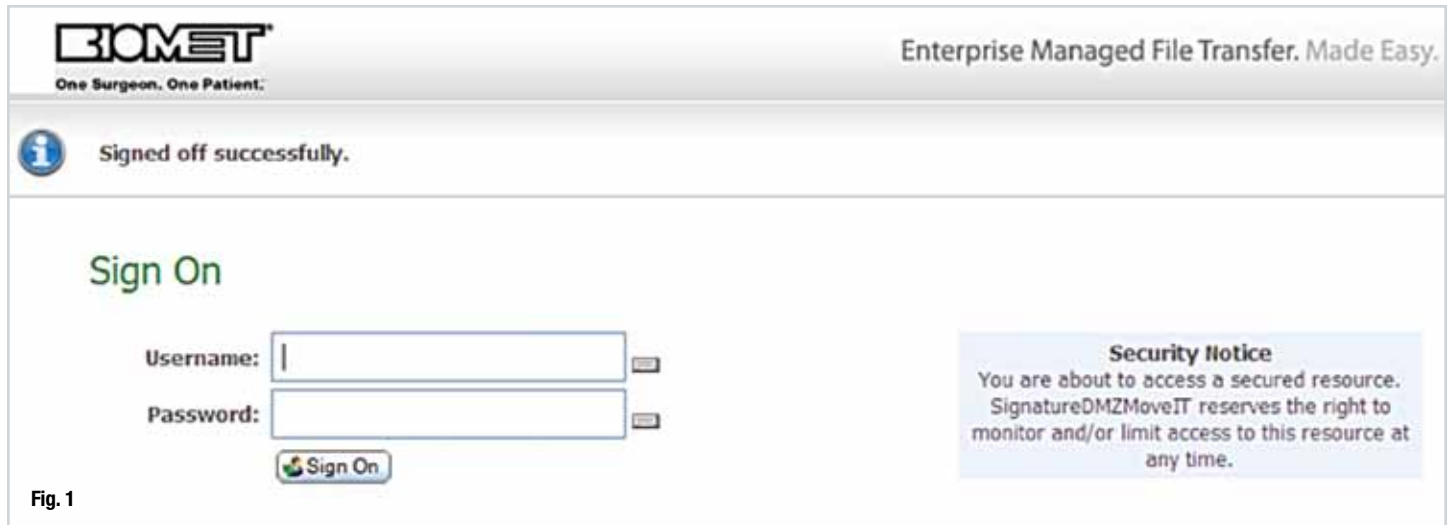 BIOMET®
One Surgeon. One Patient.
Enterprise Managed File Transfer. Made Easy.
Signed off successfully.
Sign On
Username:
Password:
Sign On
Security Notice
You are about to access a secured resource.
SignatureDMZMoveIT reserves the right to
monitor and/or limit access to this resource at
any time.
Fig. 1